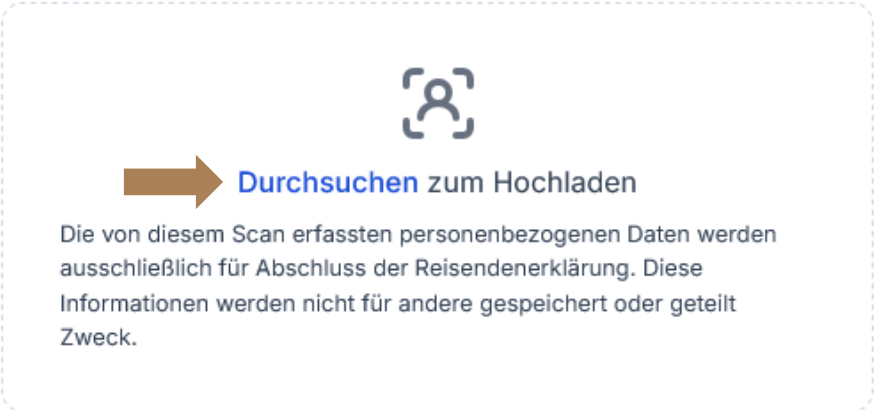 Durchsuchen zum Hochladen
Die von diesem Scan erfassten personenbezogenen Daten werden
ausschließlich für Abschluss der Reisendenerklärung. Diese
Informationen werden nicht für andere gespeichert oder geteilt
Zweck.